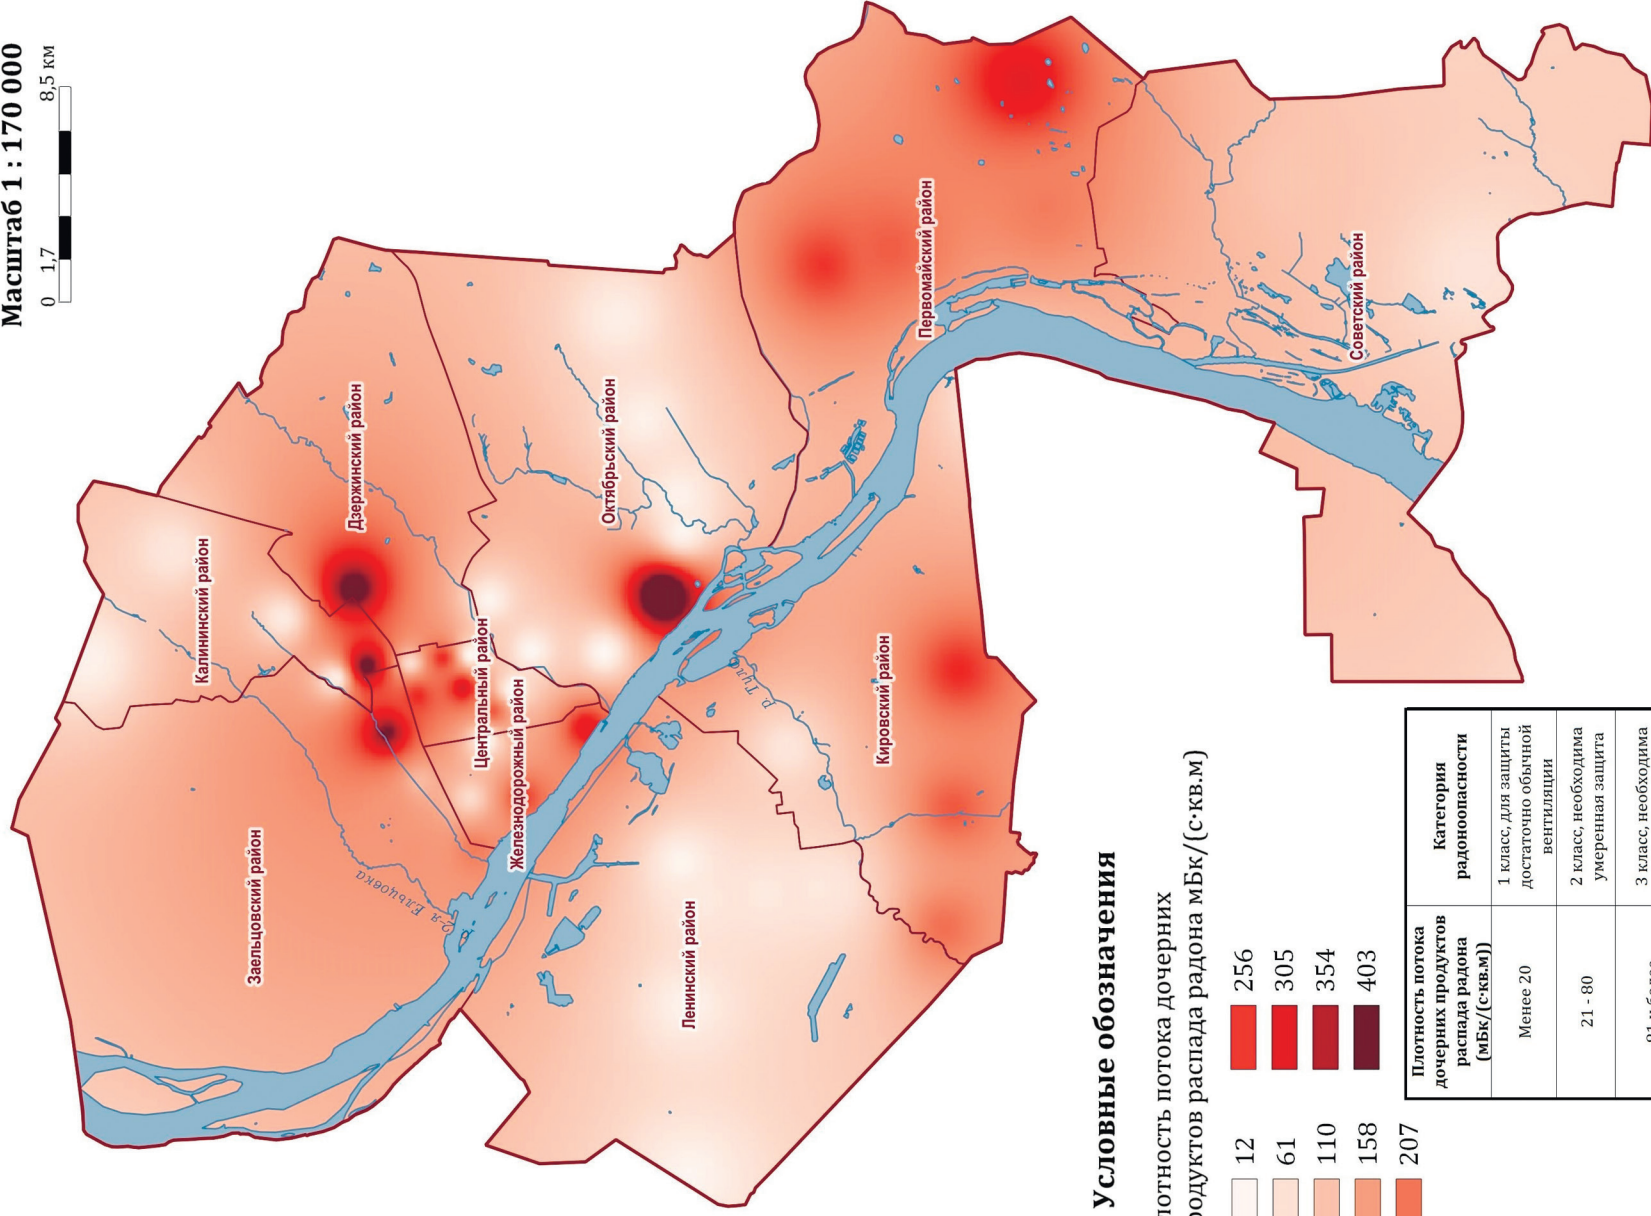 Масштаб 1 : 170 000
0 1,7 8,5 км
Калининский район
Дзержинский район
Заельцовский район
Октябрьский район
Центральный район
Железнодорожный район
2-я Ельцовка
Первомайский район
Советский район
Кировский район
р. Тула
Ленинский район
Условные обозначения
лотность потока дочерних
родуктов распада радона мБк/(с·кв.м)
12
61
110
158
207
256
305
354
403
Плотность потока дочерних продуктов распада радона (мБк/(с·кв.м))
Категория радоноопасности
Менее 20
1 класс, для защиты достаточно обычной вентиляции
21 - 80
2 класс, необходима умеренная защита
3 класс, необходима